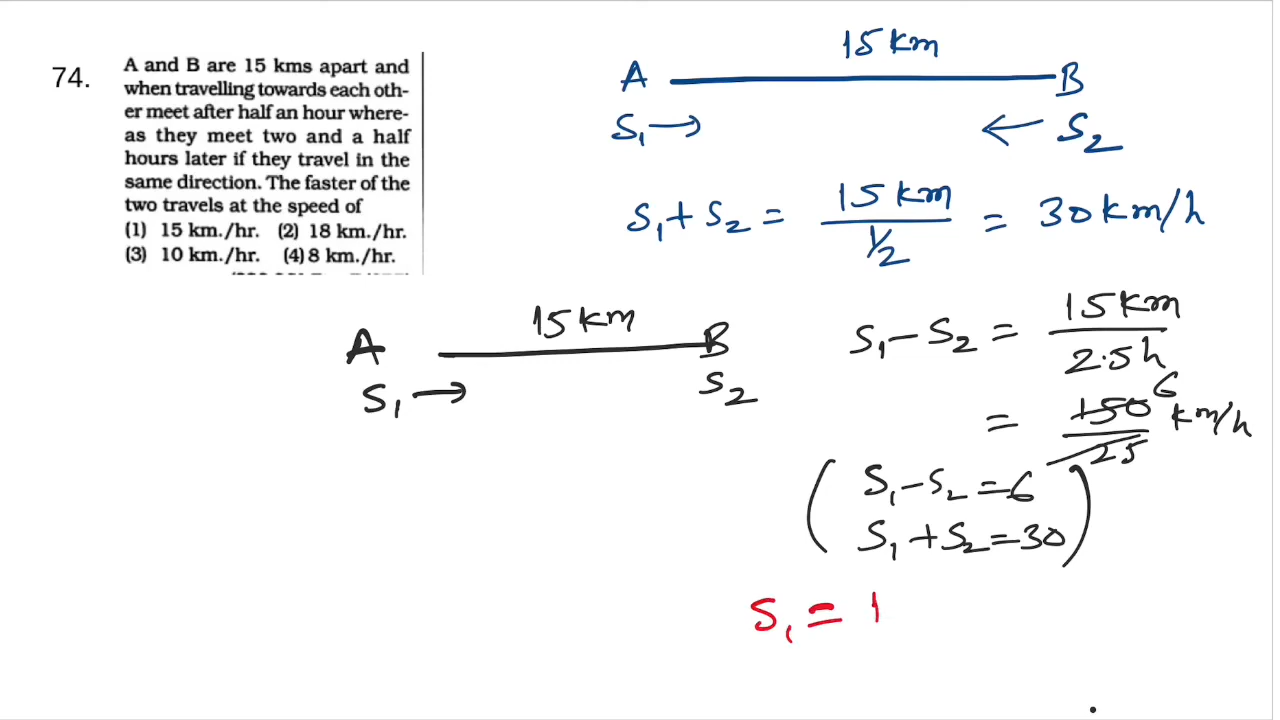 74.
A and B are 15 kms apart and
when travelling towards each oth-
er meet after half an hour where-
as they meet two and a half
hours later if they travel in the
same direction. The faster of the
two travels at the speed of
(1) 15 km./hr. (2) 18 km./hr.
(3) 10 km./hr. (4) 8 km./hr.
15 km
A B
S₁→ ← S₂
S₁+S₂ = 15 km / ½ = 30 km/h
15 km
A B
S₁→ S₂
S₁-S₂ = 15 km / 2.5 h
= 150 / 25 6 km/h
( S₁-S₂ = 6
S₁+S₂ = 30 )
S₁ = 1